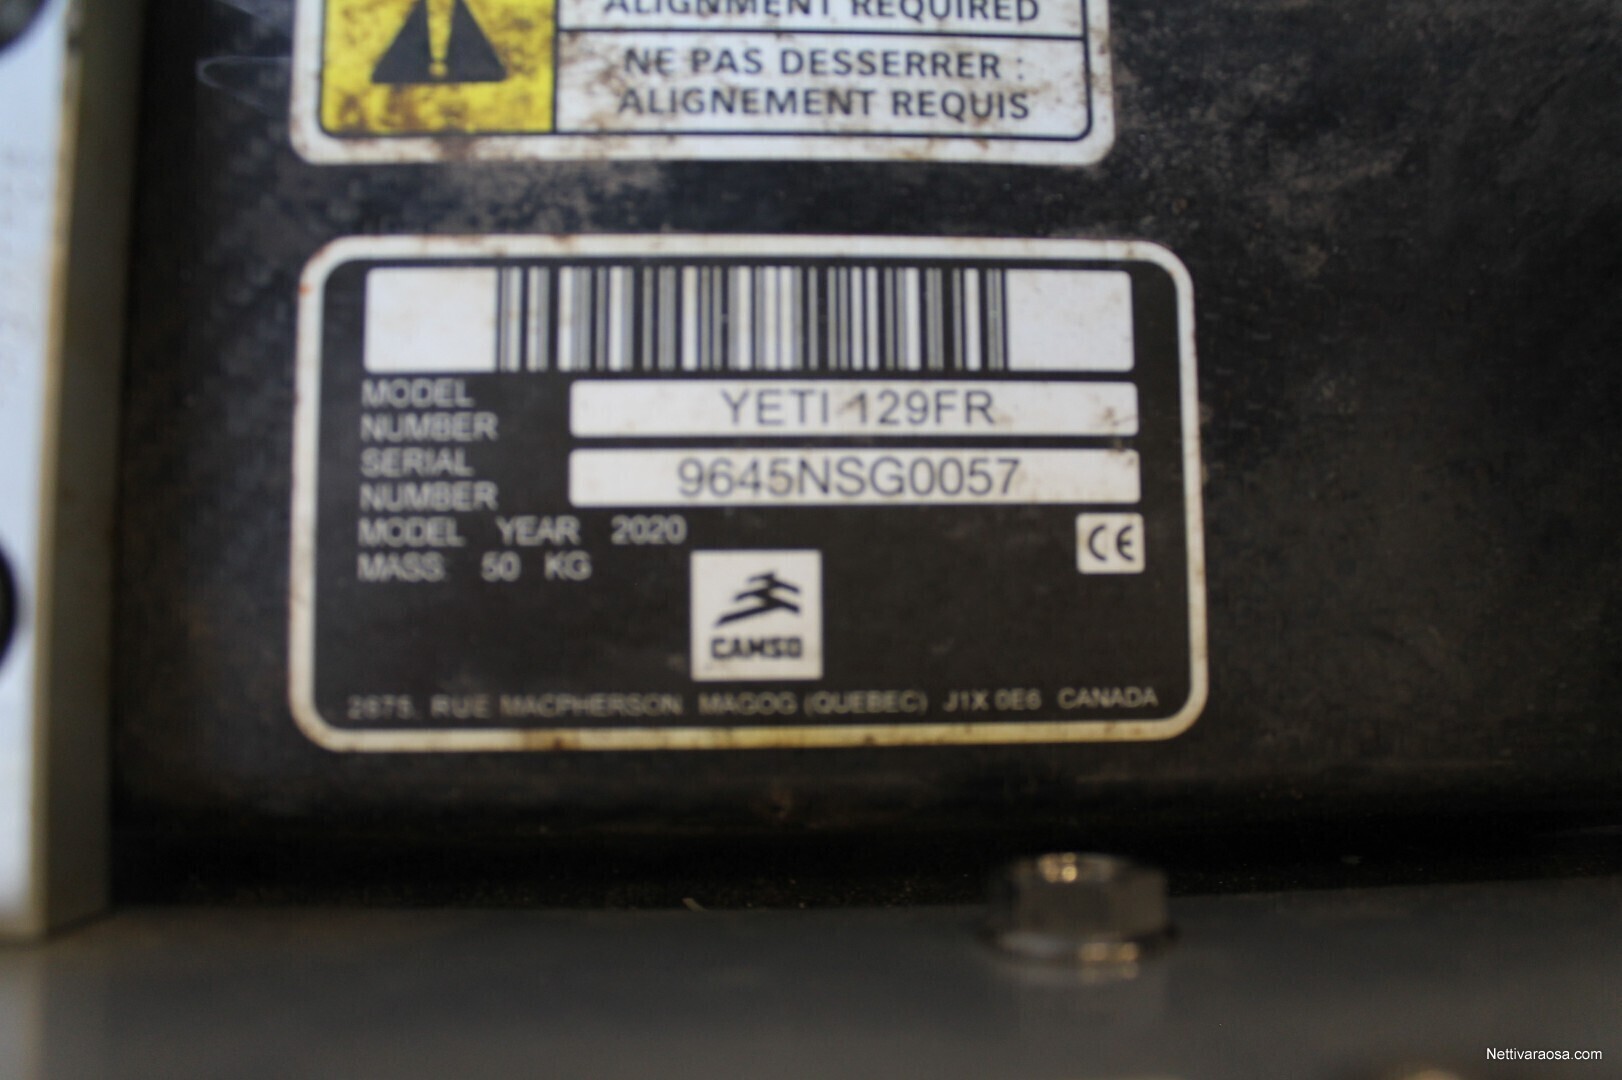 ALIGNMENT REQUIRED
NE PAS DESSERRER :
ALIGNEMENT REQUIS
MODEL NUMBER YETI 129FR
SERIAL NUMBER 9645NSG0057
MODEL YEAR 2020
MASS: 50 KG
CE
CAMSO
2675, RUE MACPHERSON MAGOG (QUEBEC) J1X 0E6 CANADA
Nettivaraosa.com